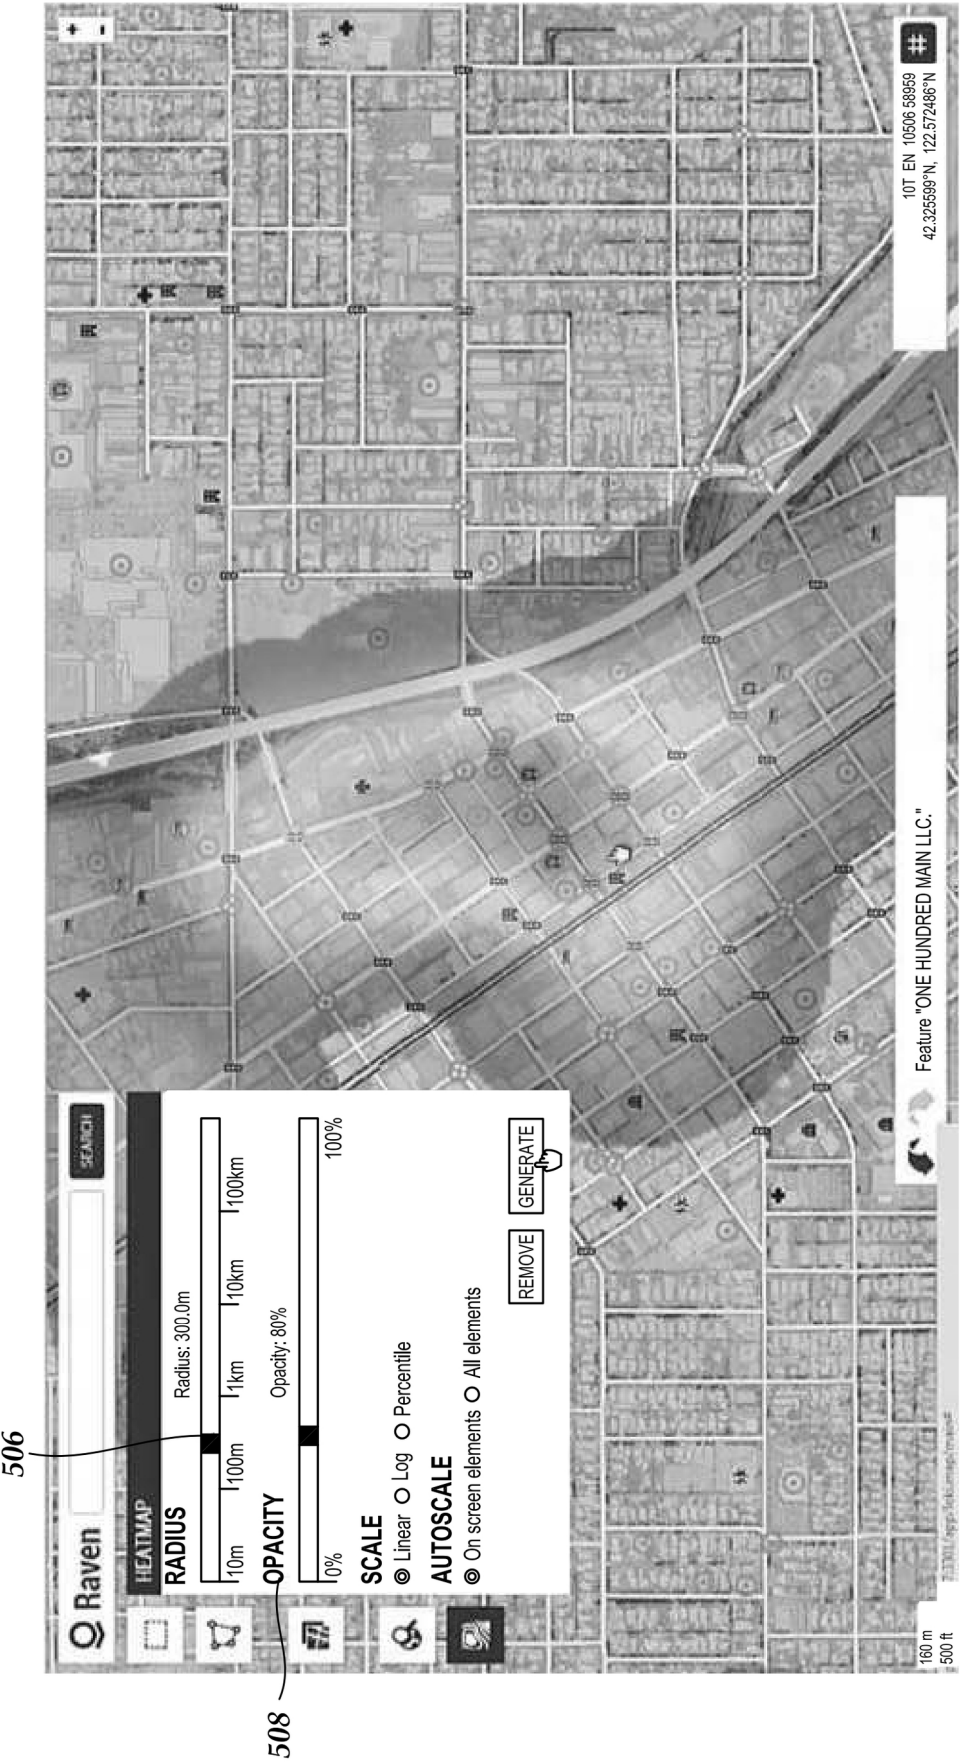 506
508
Raven
SEARCH
HEATMAP
RADIUS
Radius: 300.0m
10m 100m 1km 10km 100km
OPACITY
Opacity: 80%
0% 100%
SCALE
Linear Log Percentile
AUTOSCALE
On screen elements All elements
REMOVE GENERATE
+
-
#
10T EN 10506 58959
42.325599°N, 122.572486°N
Feature "ONE HUNDRED MAIN LLC."
160 m
500 ft